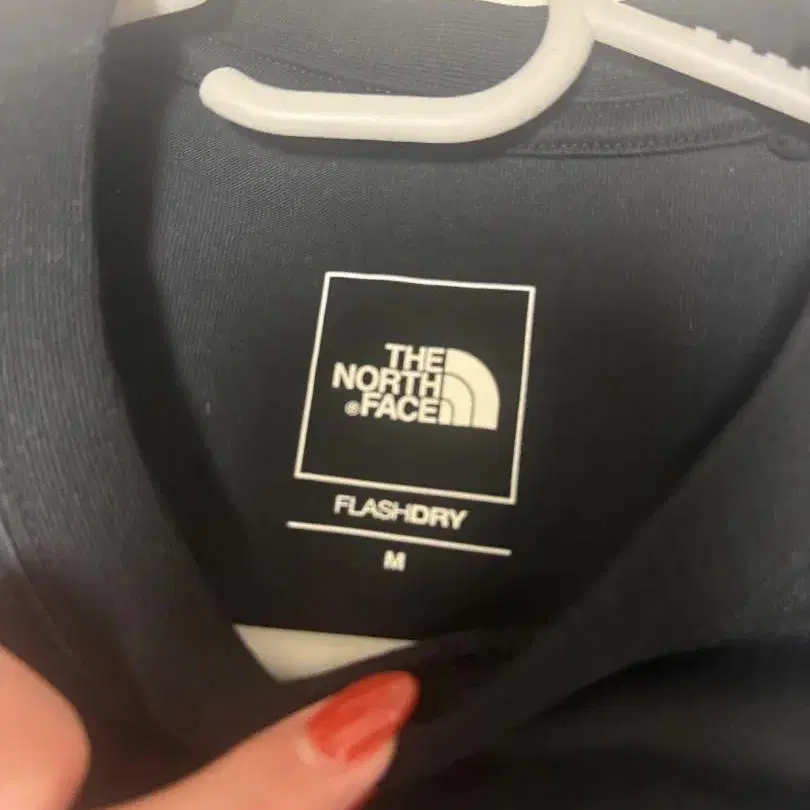 THE
NORTH
®FACE
FLASHDRY
M